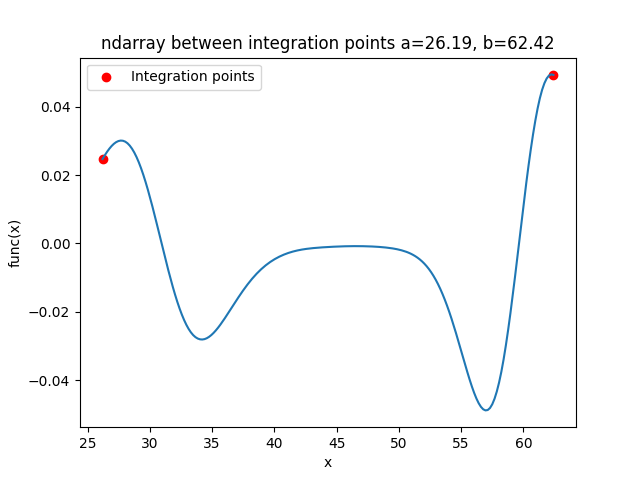 ndarray between integration points a=26.19, b=62.42
Integration points
0.04
0.02
0.00
−0.02
−0.04
func(x)
25 30 35 40 45 50 55 60
x